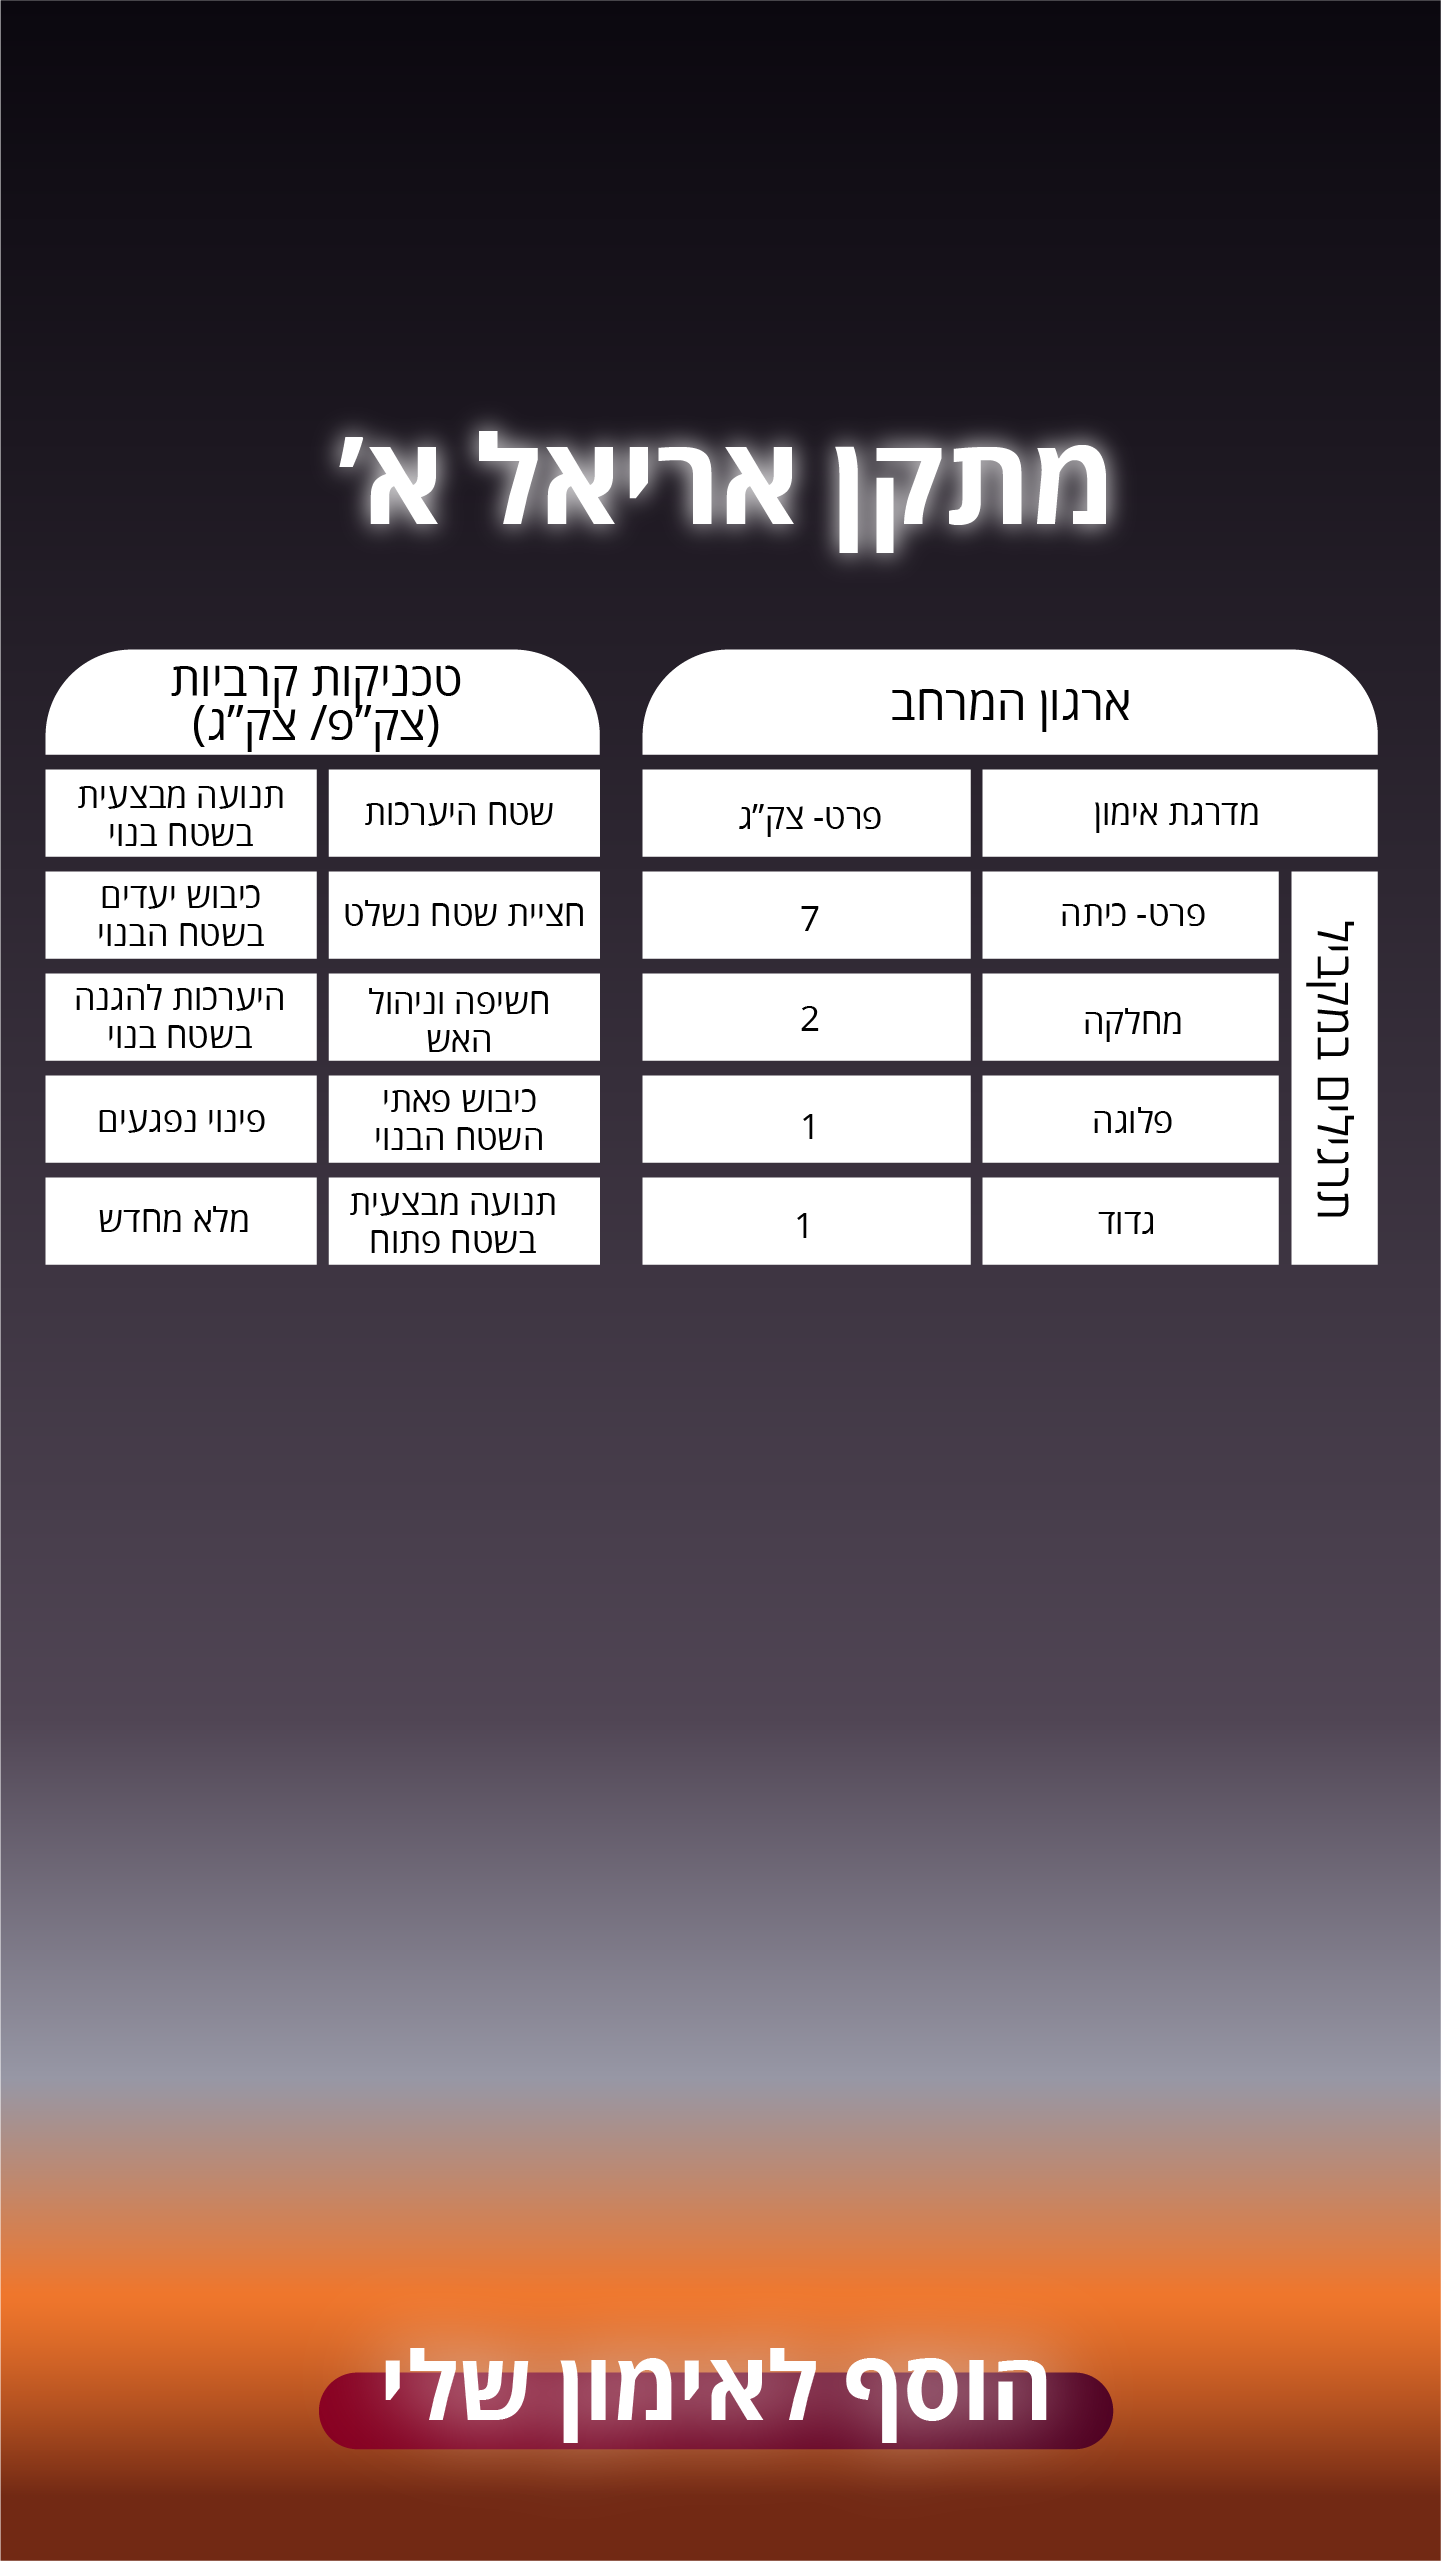 מתקן אריאל א'
ארגון המרחב
מדרגת אימון
פרט- צק"ג
תרגילים במקביל
פרט- כיתה
7
מחלקה
2
פלוגה
1
גדוד
1
טכניקות קרביות
(צק"פ/ צק"ג)
שטח היערכות
תנועה מבצעית
בשטח בנוי
חציית שטח נשלט
כיבוש יעדים
בשטח הבנוי
חשיפה וניהול
האש
היערכות להגנה
בשטח בנוי
כיבוש פאתי
השטח הבנוי
פינוי נפגעים
תנועה מבצעית
בשטח פתוח
מלא מחדש
הוסף לאימון שלי